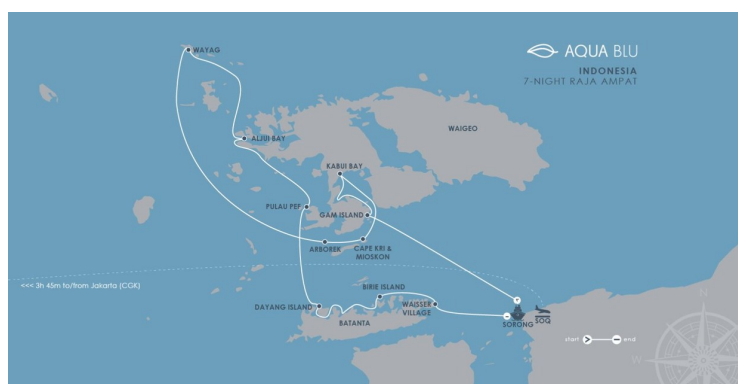 WAYAG
AQUA BLU
INDONESIA
7-NIGHT RAJA AMPAT
ALJUI BAY
WAIGEO
KABUI BAY
PULAU PEF
GAM ISLAND
ARBOREK
CAPE KRI &
MIOSKON
<<< 3h 45m to/from Jakarta (CGK)
BIRIE ISLAND
DAYANG ISLAND
WAISSER
VILLAGE
BATANTA
SORONG
SOQ
start
end
N
SW